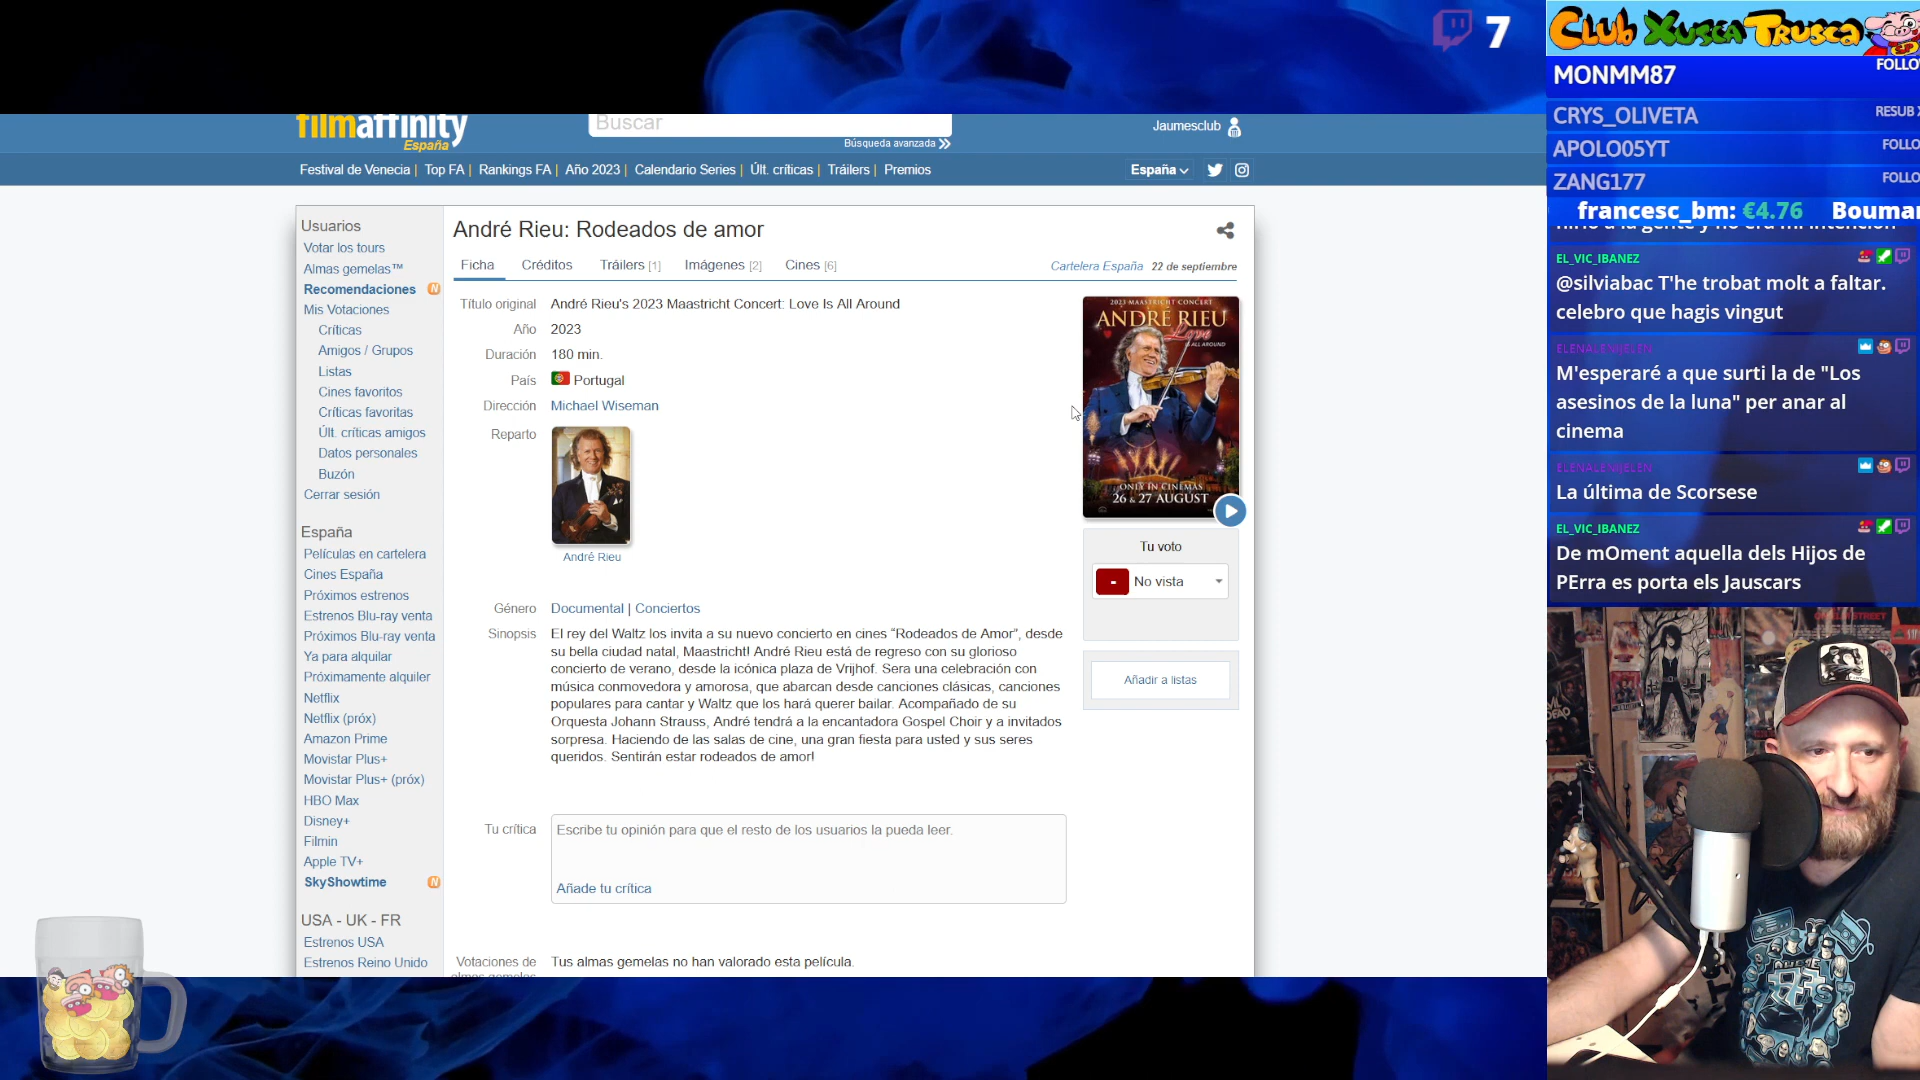 7
Club Xusca Trusca
MONMM87 FOLLO
CRYS_OLIVETA RESUB X
APOLO05YT FOLLO
ZANG177 FOLLO
francesc_bm: €4.76 Bouman
EL_VIC_IBANEZ
@silviabac T'he trobat molt a faltar.
celebro que hagis vingut
ELENALENIJELEN
M'esperaré a que surti la de "Los
asesinos de la luna" per anar al
cinema
ELENALENIJELEN
La última de Scorsese
EL_VIC_IBANEZ
De mOment aquella dels Hijos de
PErra es porta els Jauscars
filmaffinity
España
Buscar
Búsqueda avanzada
Jaumesclub
Festival de Venecia | Top FA | Rankings FA | Año 2023 | Calendario Series | Últ. críticas | Tráilers | Premios
España
Usuarios
Votar los tours
Almas gemelas™
Recomendaciones N
Mis Votaciones
Críticas
Amigos / Grupos
Listas
Cines favoritos
Críticas favoritas
Últ. críticas amigos
Datos personales
Buzón
Cerrar sesión
España
Películas en cartelera
Cines España
Próximos estrenos
Estrenos Blu-ray venta
Próximos Blu-ray venta
Ya para alquilar
Próximamente alquiler
Netflix
Netflix (próx)
Amazon Prime
Movistar Plus+
Movistar Plus+ (próx)
HBO Max
Disney+
Filmin
Apple TV+
SkyShowtime N
USA - UK - FR
Estrenos USA
Estrenos Reino Unido
André Rieu: Rodeados de amor
Ficha Créditos Tráilers [1] Imágenes [2] Cines [6]
Cartelera España 22 de septiembre
Título original André Rieu's 2023 Maastricht Concert: Love Is All Around
Año 2023
Duración 180 min.
País Portugal
Dirección Michael Wiseman
Reparto
André Rieu
Género Documental | Conciertos
Sinopsis El rey del Waltz los invita a su nuevo concierto en cines “Rodeados de Amor”, desde
su bella ciudad natal, Maastricht! André Rieu está de regreso con su glorioso
concierto de verano, desde la icónica plaza de Vrijhof. Sera una celebración con
música conmovedora y amorosa, que abarcan desde canciones clásicas, canciones
populares para cantar y Waltz que los hará querer bailar. Acompañado de su
Orquesta Johann Strauss, André tendrá a la encantadora Gospel Choir y a invitados
sorpresa. Haciendo de las salas de cine, una gran fiesta para usted y sus seres
queridos. Sentirán estar rodeados de amor!
Tu crítica Escribe tu opinión para que el resto de los usuarios la pueda leer.
Añade tu crítica
Votaciones de Tus almas gemelas no han valorado esta película.
2023 MAASTRICHT CONCERT
ANDRÉ RIEU
Love
IS ALL AROUND
ONLY IN CINEMAS
26 & 27 AUGUST
Tu voto
- No vista
Añadir a listas